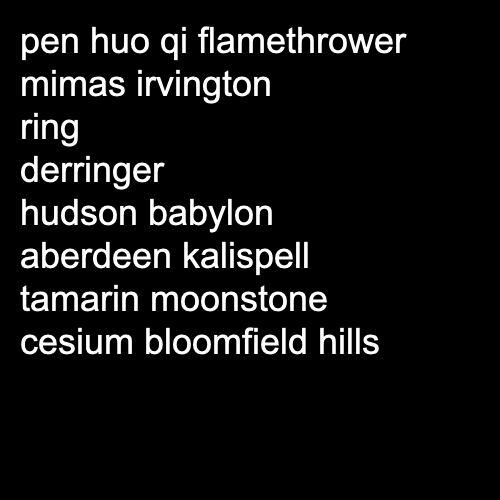 pen huo qi flamethrower
mimas irvington
ring
derringer
hudson babylon
aberdeen kalispell
tamarin moonstone
cesium bloomfield hills